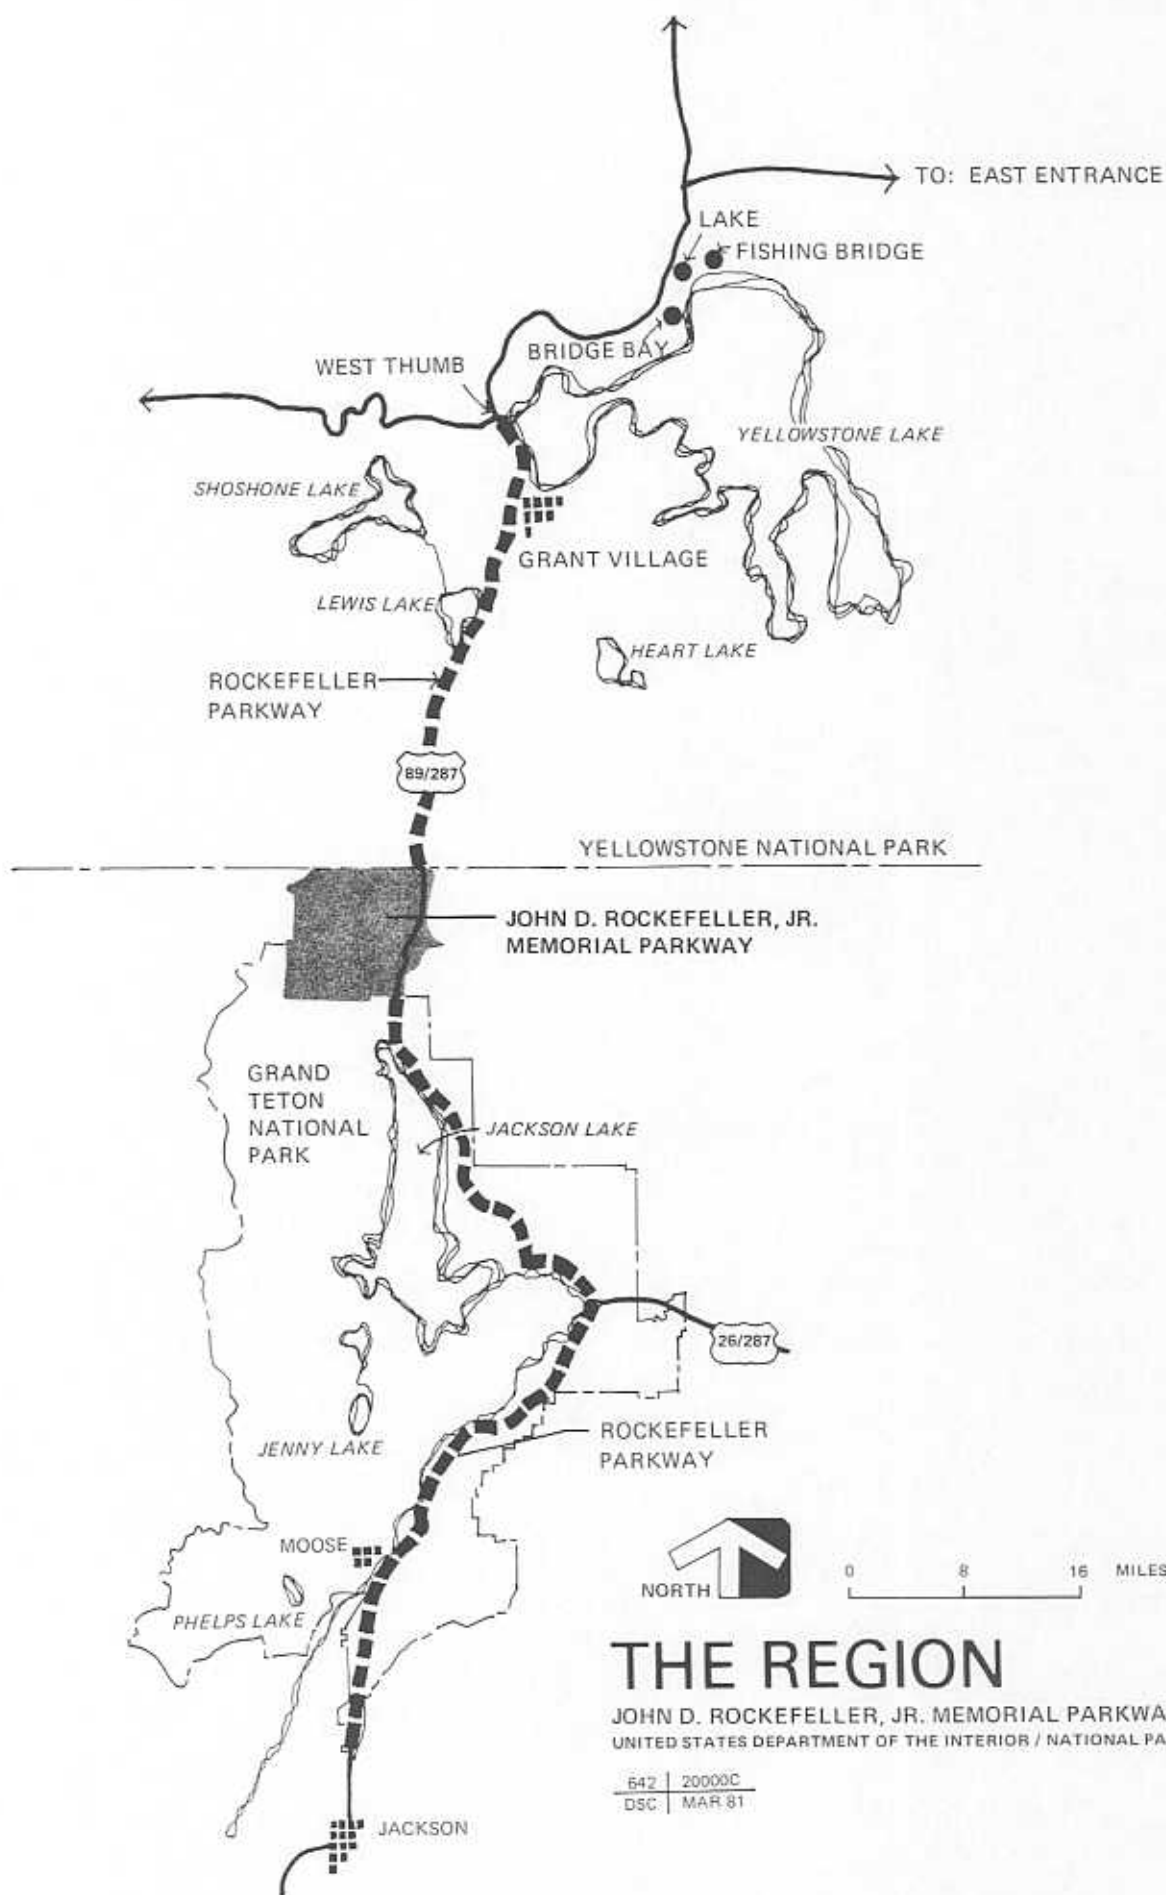 TO: EAST ENTRANCE
LAKE
FISHING BRIDGE
BRIDGE BAY
WEST THUMB
YELLOWSTONE LAKE
SHOSHONE LAKE
GRANT VILLAGE
LEWIS LAKE
HEART LAKE
ROCKEFELLER
PARKWAY
89/287
YELLOWSTONE NATIONAL PARK
JOHN D. ROCKEFELLER, JR.
MEMORIAL PARKWAY
GRAND
TETON
NATIONAL
PARK
JACKSON LAKE
26/287
ROCKEFELLER
PARKWAY
JENNY LAKE
MOOSE
PHELPS LAKE
NORTH
0 8 16 MILES
THE REGION
JOHN D. ROCKEFELLER, JR. MEMORIAL PARKWA
UNITED STATES DEPARTMENT OF THE INTERIOR / NATIONAL PA
642 20000C
DSC MAR 81
JACKSON